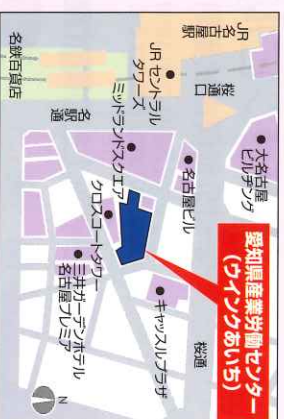 JR
名古屋駅
桜通口
JRセントラル
タワーズ
名鉄百貨店
名駅通
ミッドランドスクエア
クロスコートタワー
大名古屋
ビルヂング
名古屋ビル
愛知県産業労働センター
(ウインクあいち)
桜通
キャッスルプラザ
三井ガーデンホテル
名古屋プレミア
N